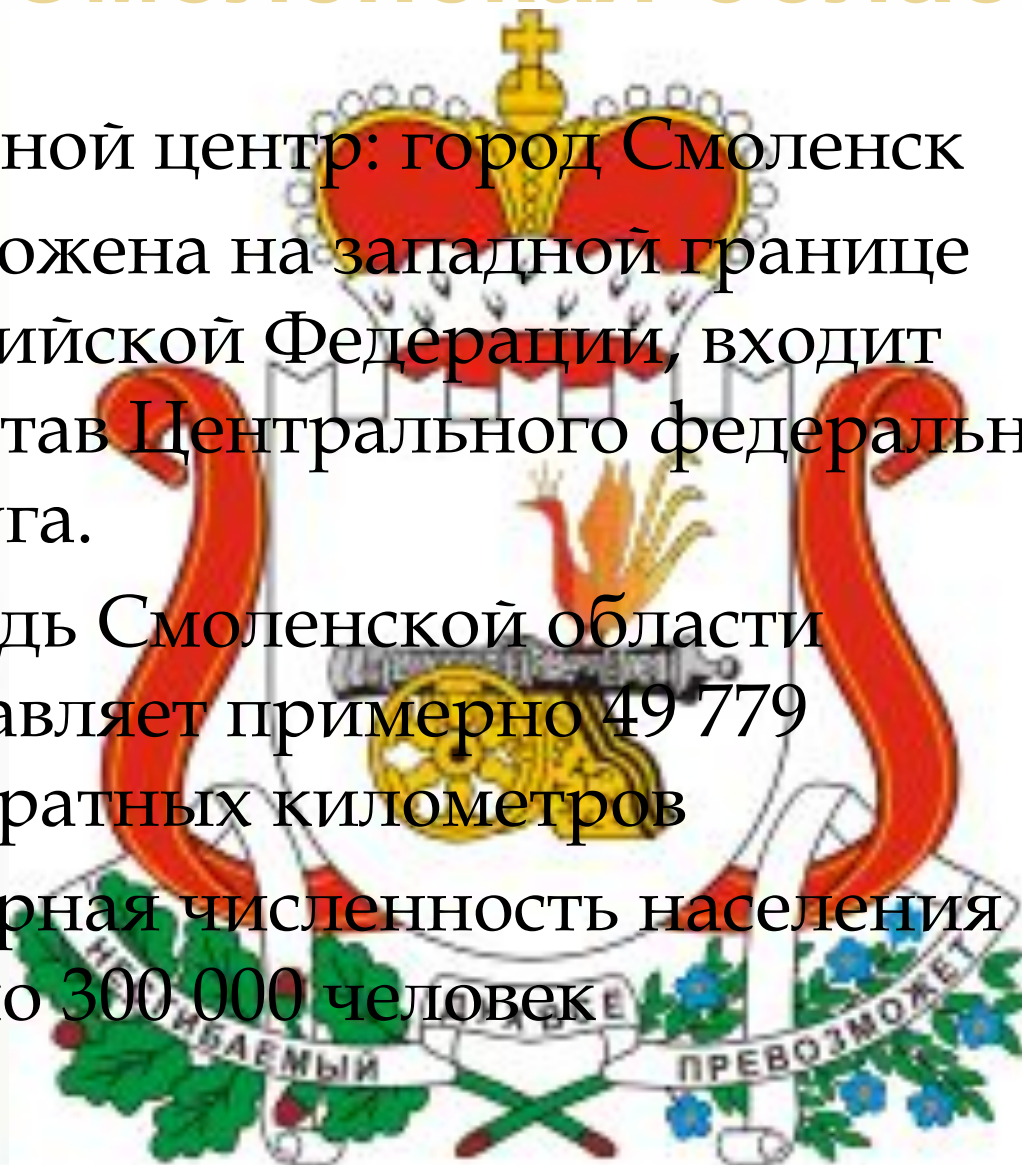 ной центр: город Смоленск
ожена на западной границе
ийской Федерации, входит
тав Центрального федеральн
га.
дь Смоленской области
авляет примерно 49 779
ратных километров
рная численность населения
о 300 000 человек
ПРЕВОЗМОЖЕТ